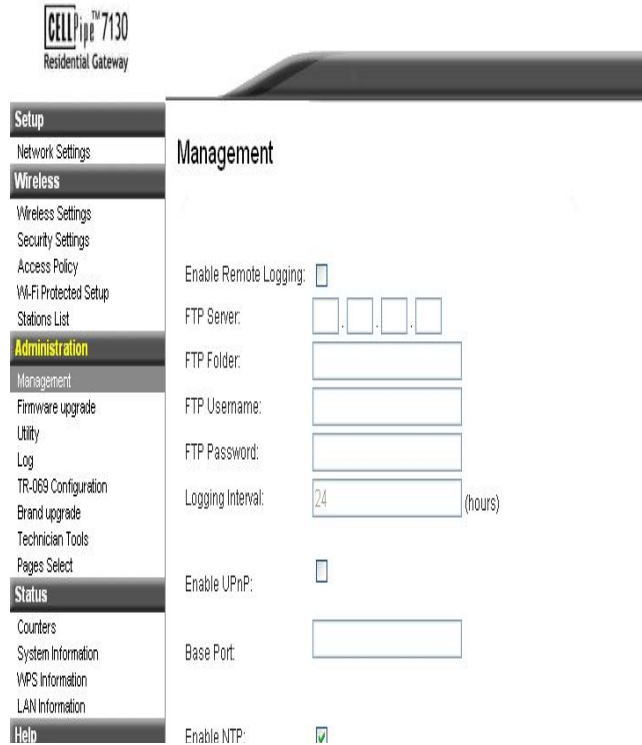 CELLPipe™ 7130
Residential Gateway
Setup
Network Settings
Wireless
Wireless Settings
Security Settings
Access Policy
Wi-Fi Protected Setup
Stations List
Administration
Management
Firmware upgrade
Utility
Log
TR-069 Configuration
Brand upgrade
Technician Tools
Pages Select
Status
Counters
System Information
WPS Information
LAN Information
Help
Management
Enable Remote Logging:
FTP Server: . . .
FTP Folder:
FTP Username:
FTP Password:
Logging Interval: 24 (hours)
Enable UPnP:
Base Port:
Enable NTP: